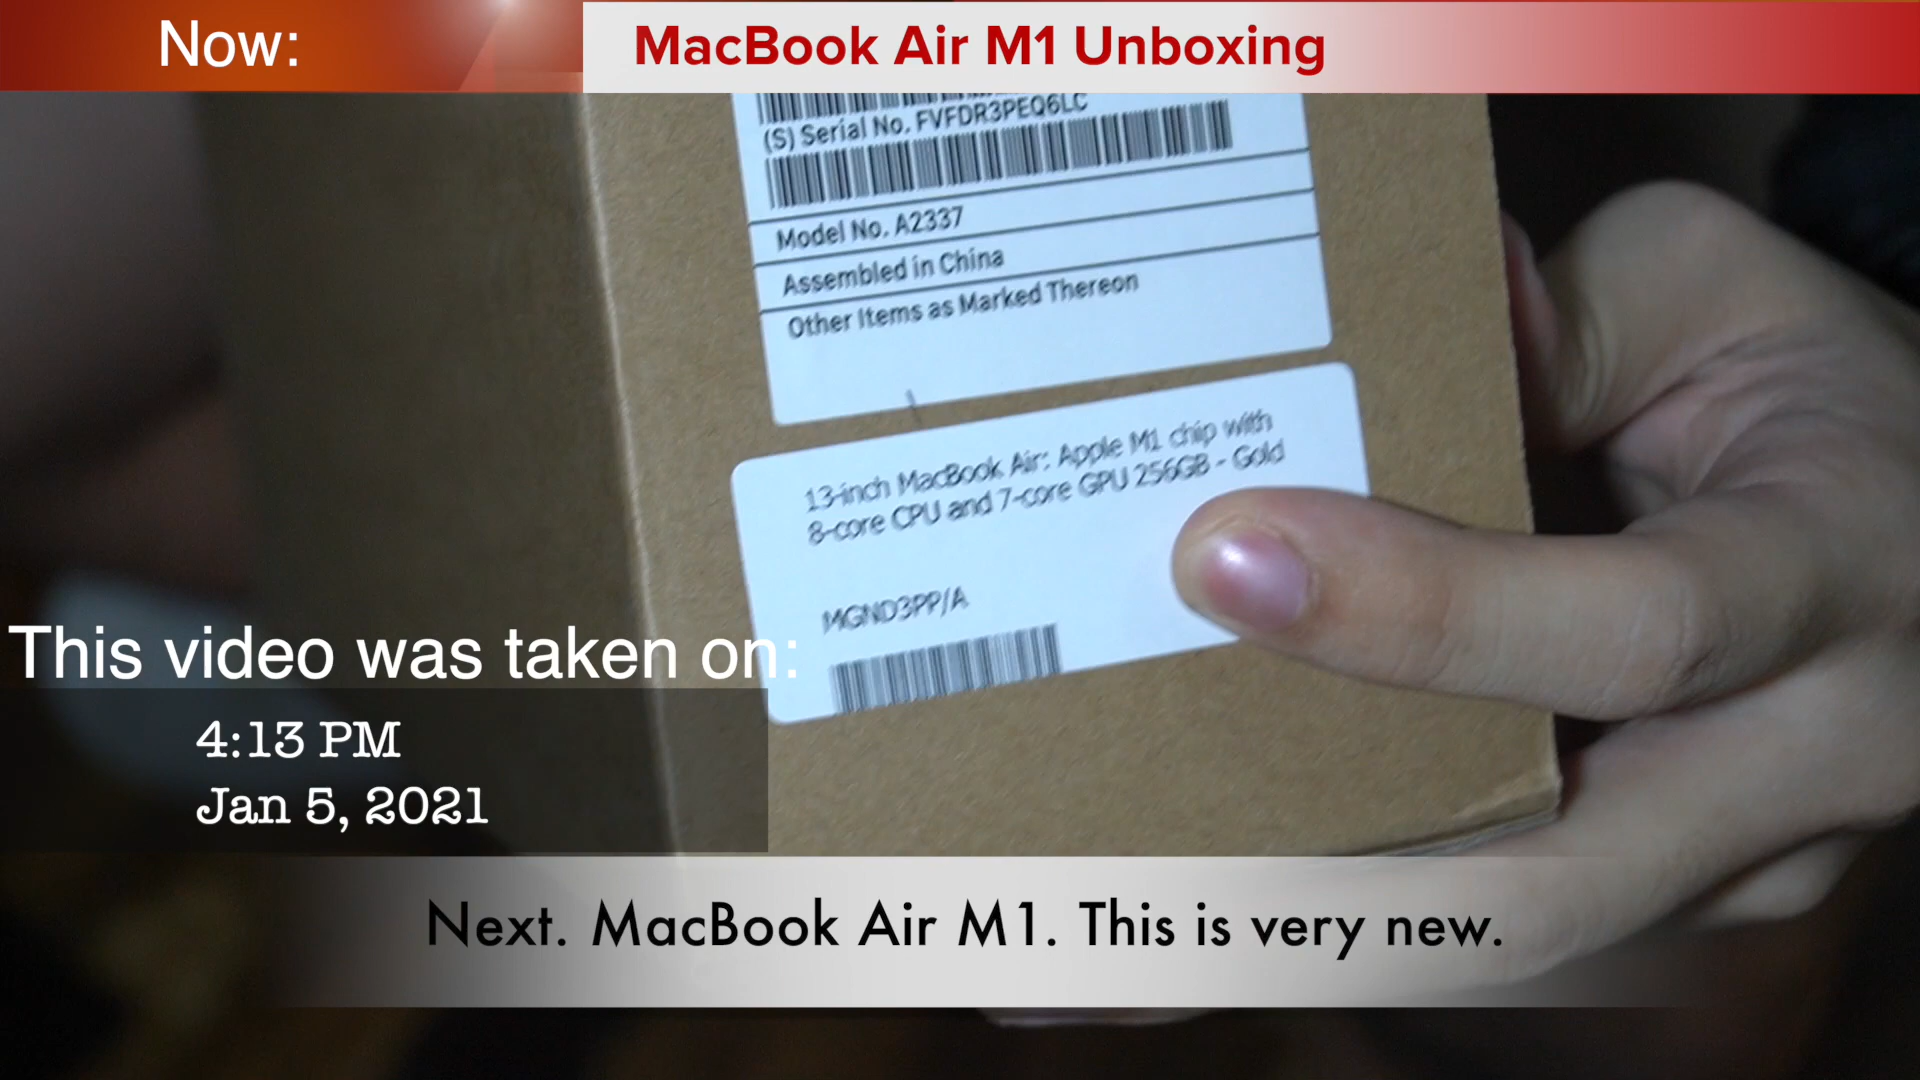 Now:
MacBook Air M1 Unboxing
(S) Serial No. FVFDR3PEQ6LC
Model No. A2337
Assembled in China
Other Items as Marked Thereon
13-inch MacBook Air: Apple M1 chip with
8-core CPU and 7-core GPU 256GB - Gold
MGND3PP/A
This video was taken on:
4:13 PM
Jan 5, 2021
Next. MacBook Air M1. This is very new.